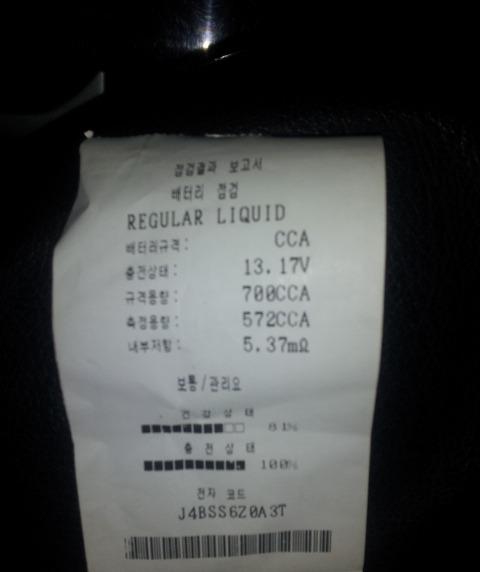 점검결과 보고서
배터리 점검
REGULAR LIQUID
배터리규격: CCA
충전상태: 13.17V
규격용량: 700CCA
측정용량: 572CCA
내부저항: 5.37mΩ
보통/관리요
건강상태
81%
충전상태
100%
전자 코드
J4BSS6Z0A3T